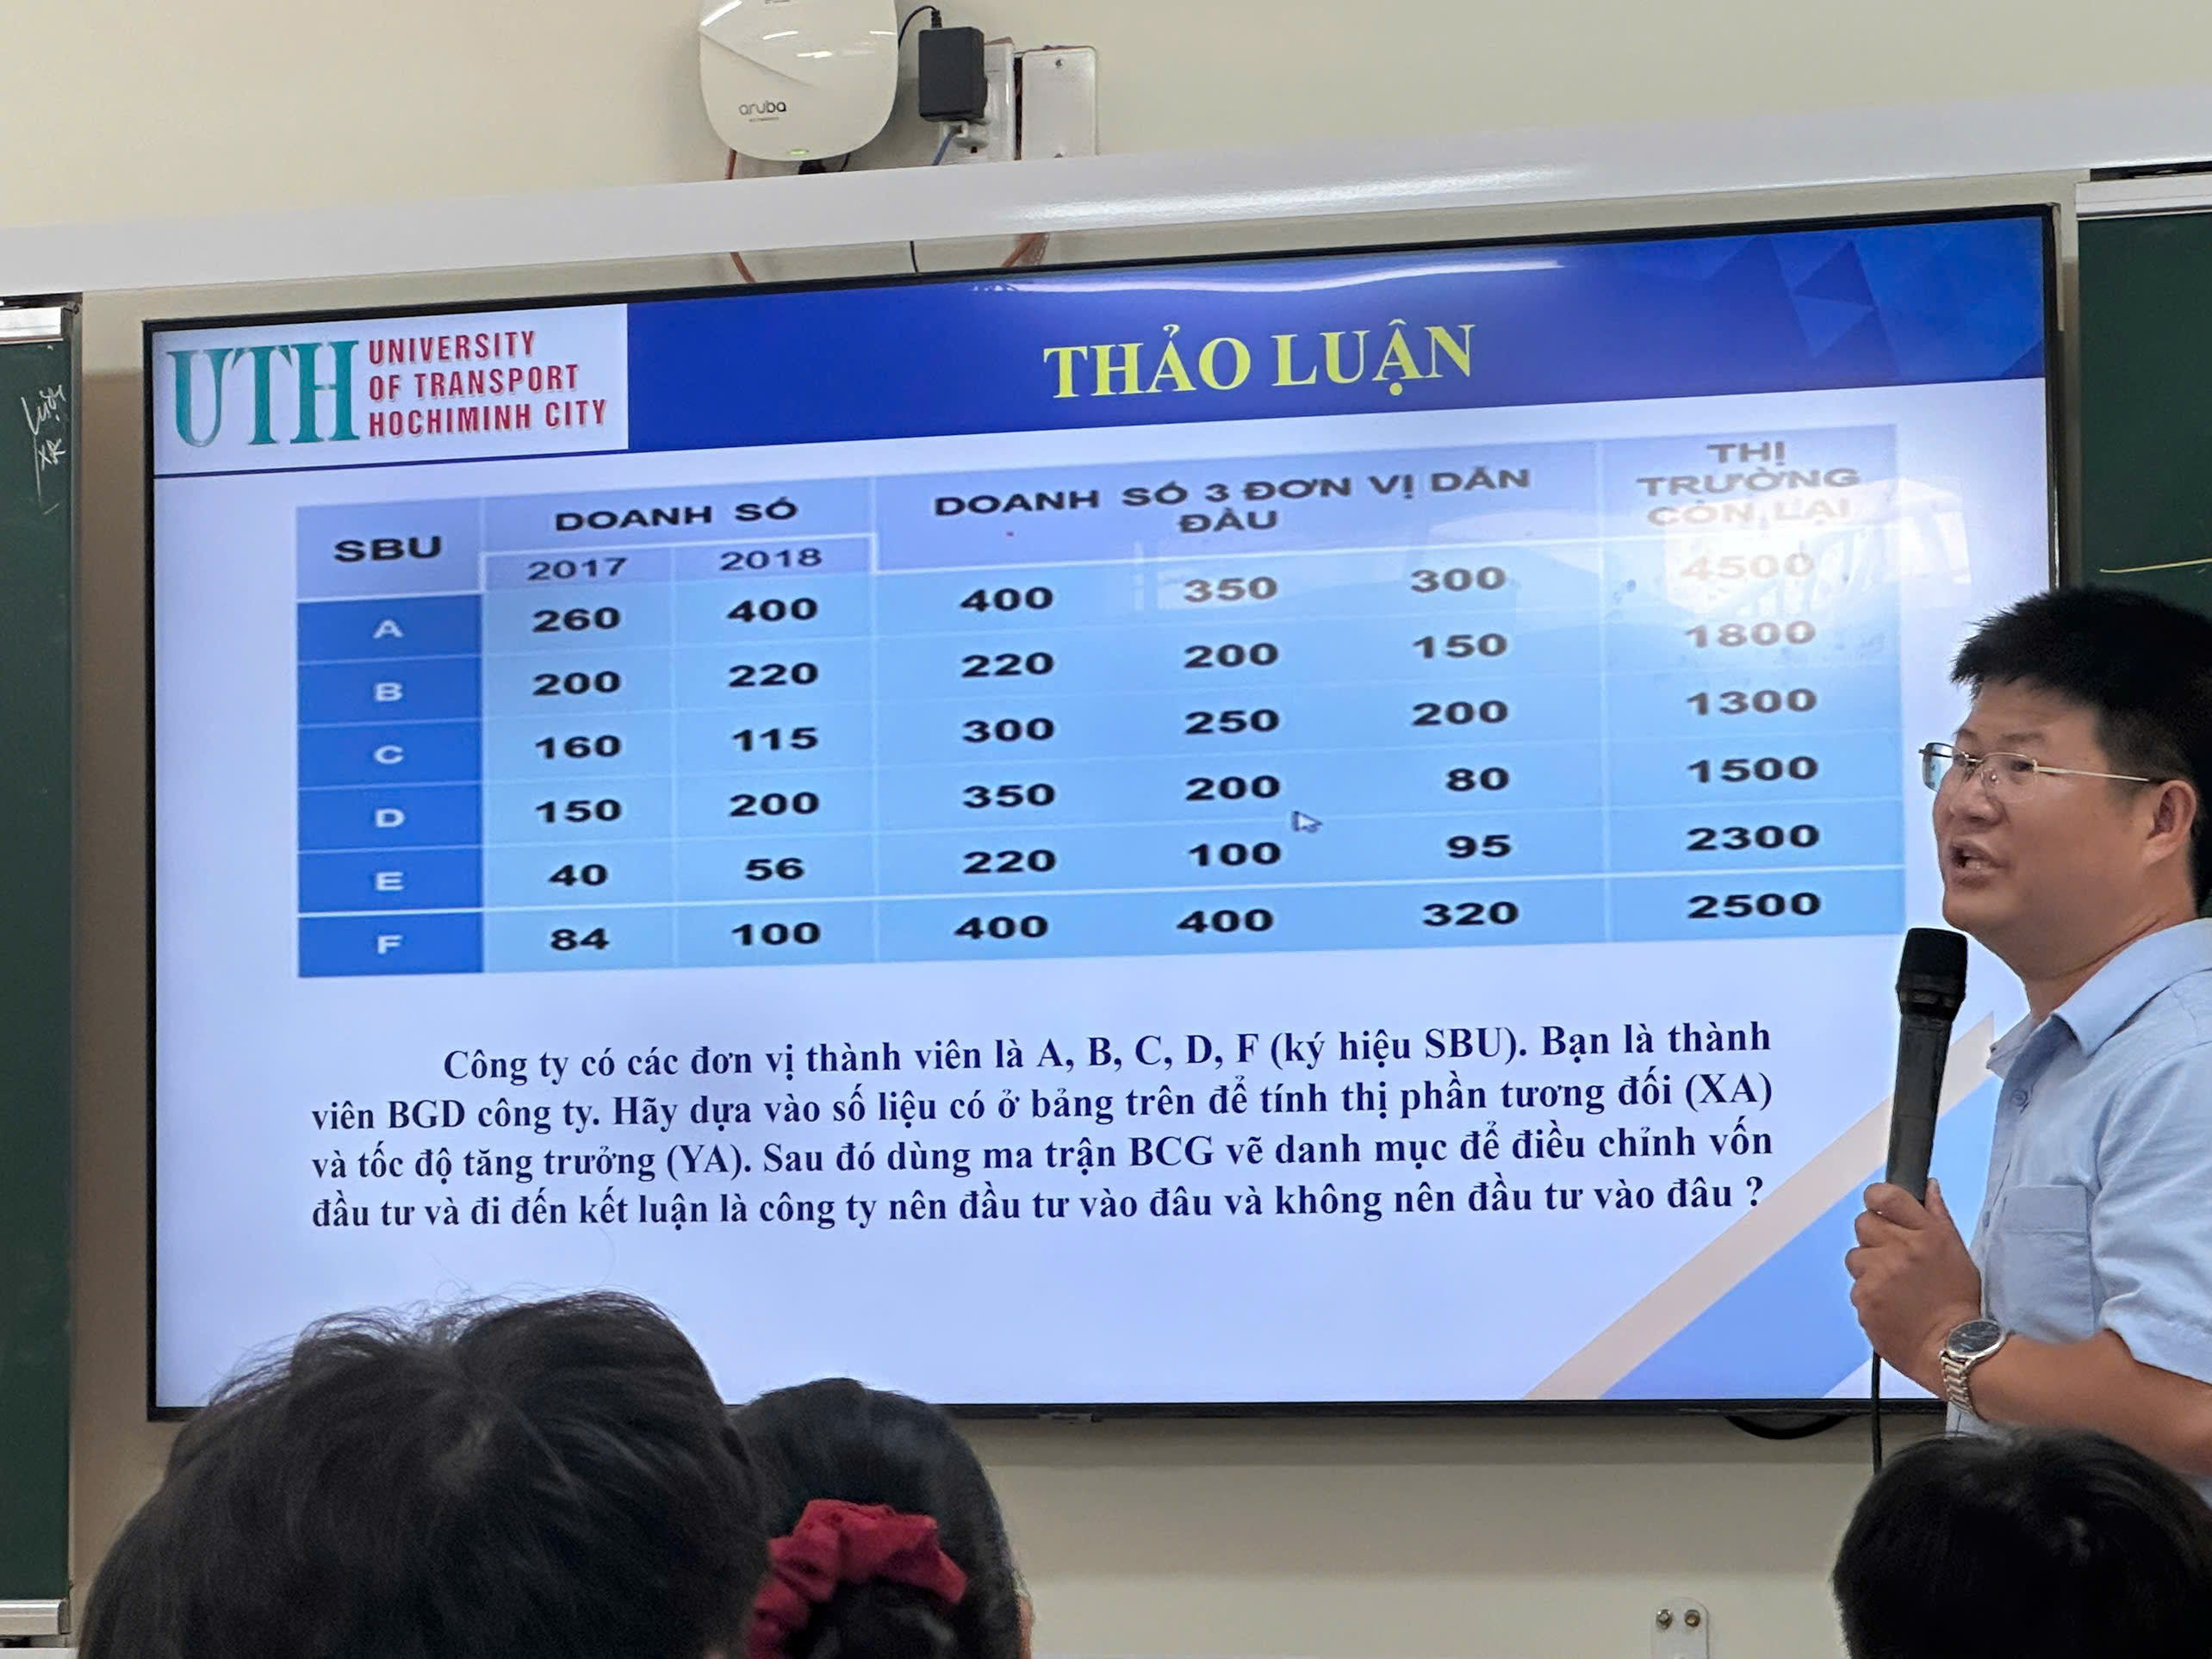 aruba
UTH UNIVERSITY
OF TRANSPORT
HOCHIMINH CITY
THẢO LUẬN
SBU DOANH SỐ DOANH SỐ 3 ĐƠN VỊ DẪN ĐẦU THỊ TRƯỜNG CÒN LẠI
2017 2018
A 260 400 400 350 300 4500
B 200 220 220 200 150 1800
C 160 115 300 250 200 1300
D 150 200 350 200 80 1500
E 40 56 220 100 95 2300
F 84 100 400 400 320 2500
Công ty có các đơn vị thành viên là A, B, C, D, F (ký hiệu SBU). Bạn là thành
viên BGD công ty. Hãy dựa vào số liệu có ở bảng trên để tính thị phần tương đối (XA)
và tốc độ tăng trưởng (YA). Sau đó dùng ma trận BCG vẽ danh mục để điều chỉnh vốn
đầu tư và đi đến kết luận là công ty nên đầu tư vào đâu và không nên đầu tư vào đâu ?